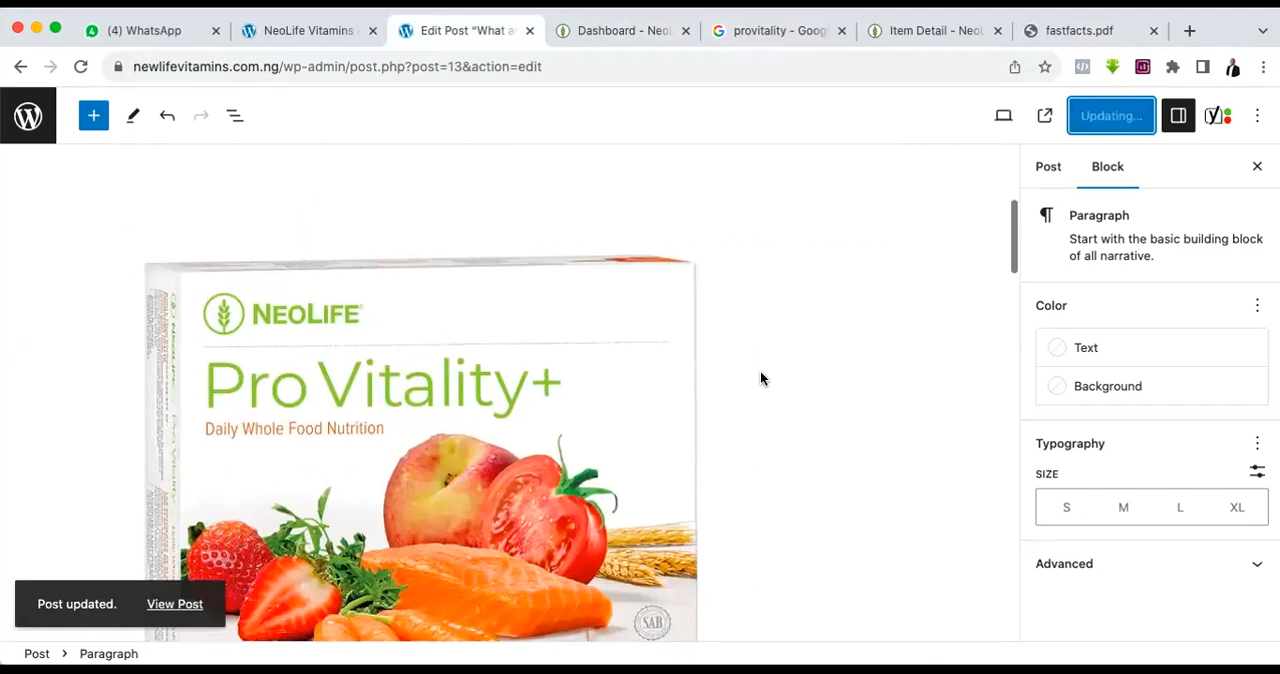 (4) WhatsApp
NeoLife Vitamins
Edit Post "What a
Dashboard - Neo
provitality - Goog
Item Detail - Neo
fastfacts.pdf
newlifevitamins.com.ng/wp-admin/post.php?post=13&action=edit
Updating...
Post
Block
Paragraph
Start with the basic building block
of all narrative.
Color
Text
Background
Typography
SIZE
S M L XL
Advanced
NEOLIFE
Pro Vitality+
Daily Whole Food Nutrition
SAB
Post updated. View Post
Post > Paragraph